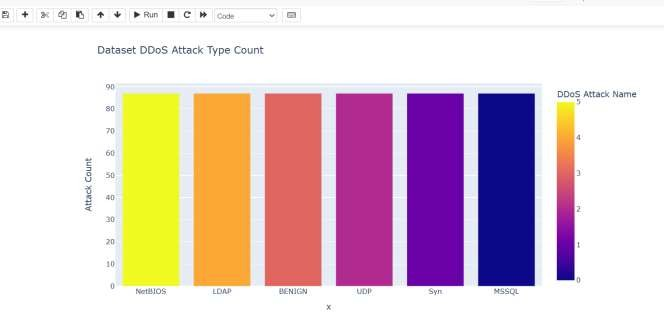 Run
Code
Dataset DDoS Attack Type Count
DDoS Attack Name
Attack Count
90
80
70
60
50
40
30
20
10
0
NetBIOS LDAP BENIGN UDP Syn MSSQL
x
5
4
3
2
1
0